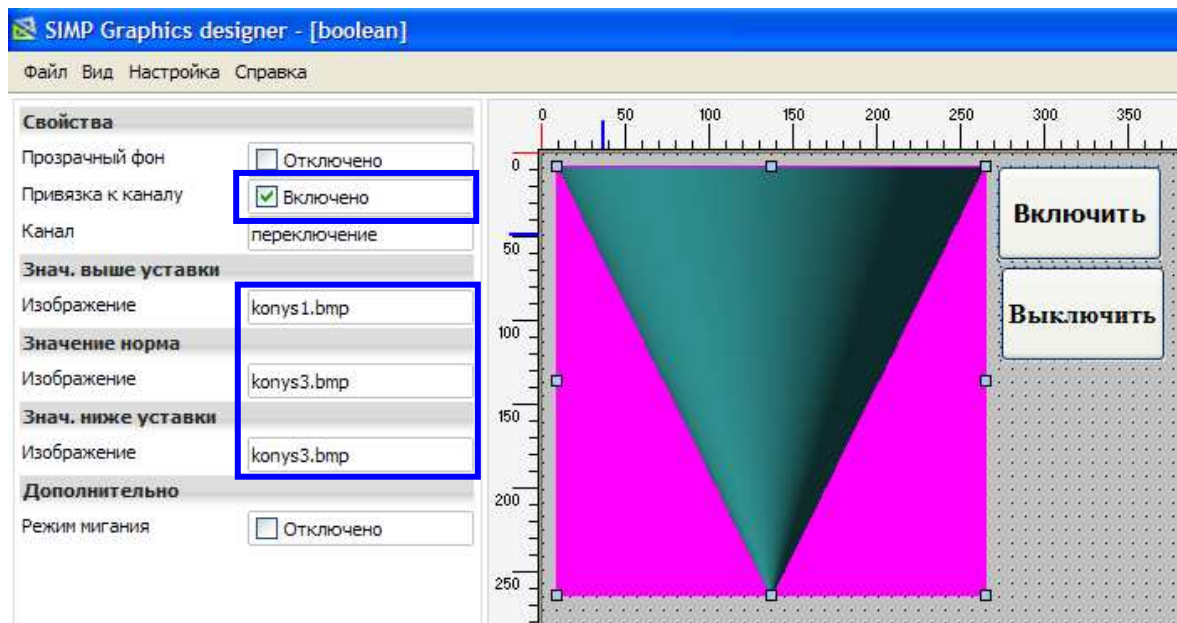 SIMP Graphics designer - [boolean]
Файл Вид Настройка Справка
Свойства
Прозрачный фон Отключено
Привязка к каналу Включено
Канал переключение
Знач. выше уставки
Изображение konys1.bmp
Значение норма
Изображение konys3.bmp
Знач. ниже уставки
Изображение konys3.bmp
Дополнительно
Режим мигания Отключено
0 50 100 150 200 250 300 350
0
50
100
150
200
250
Включить
Выключить